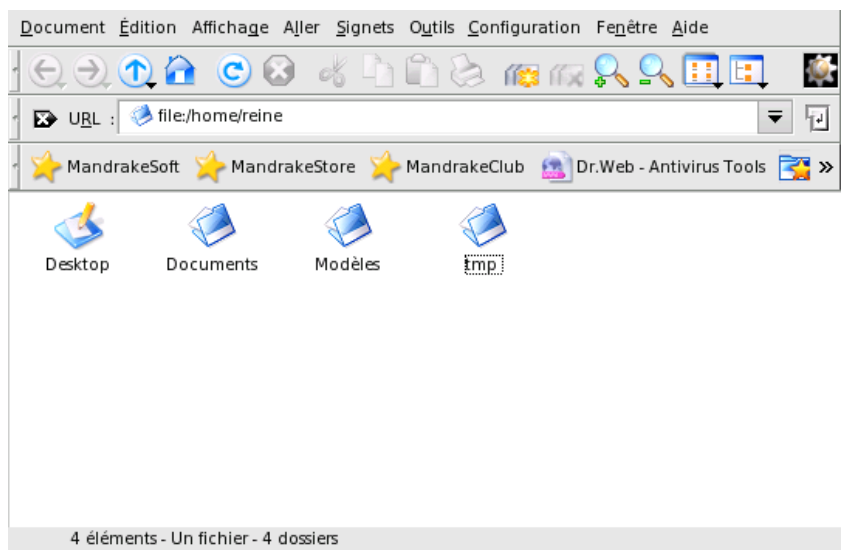 Document Édition Affichage Aller Signets Outils Configuration Fenêtre Aide
URL : file:/home/reine
MandrakeSoft MandrakeStore MandrakeClub Dr.Web - Antivirus Tools »
Desktop Documents Modèles tmp
4 éléments - Un fichier - 4 dossiers